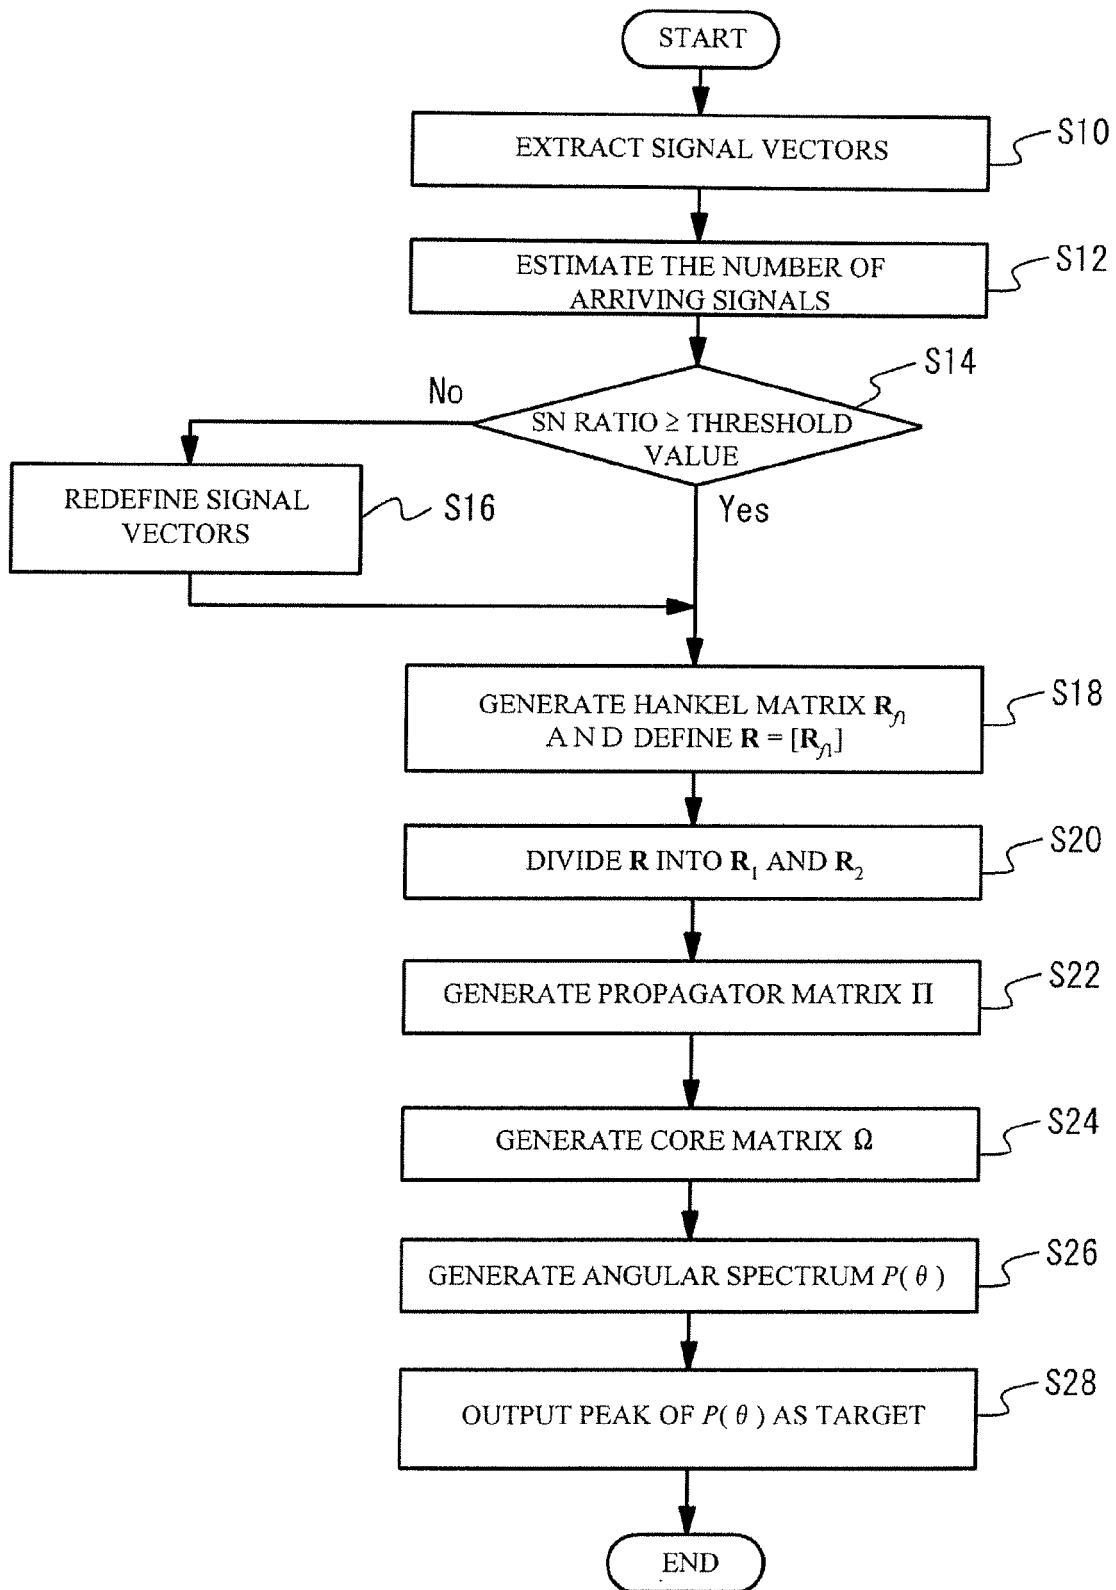 START
EXTRACT SIGNAL VECTORS
S10
ESTIMATE THE NUMBER OF
ARRIVING SIGNALS
S12
SN RATIO ≥ THRESHOLD
VALUE
S14
No
Yes
REDEFINE SIGNAL
VECTORS
S16
GENERATE HANKEL MATRIX R_f1
AND DEFINE R = [R_f1]
S18
DIVIDE R INTO R_1 AND R_2
S20
GENERATE PROPAGATOR MATRIX Π
S22
GENERATE CORE MATRIX Ω
S24
GENERATE ANGULAR SPECTRUM P(θ)
S26
OUTPUT PEAK OF P(θ) AS TARGET
S28
END